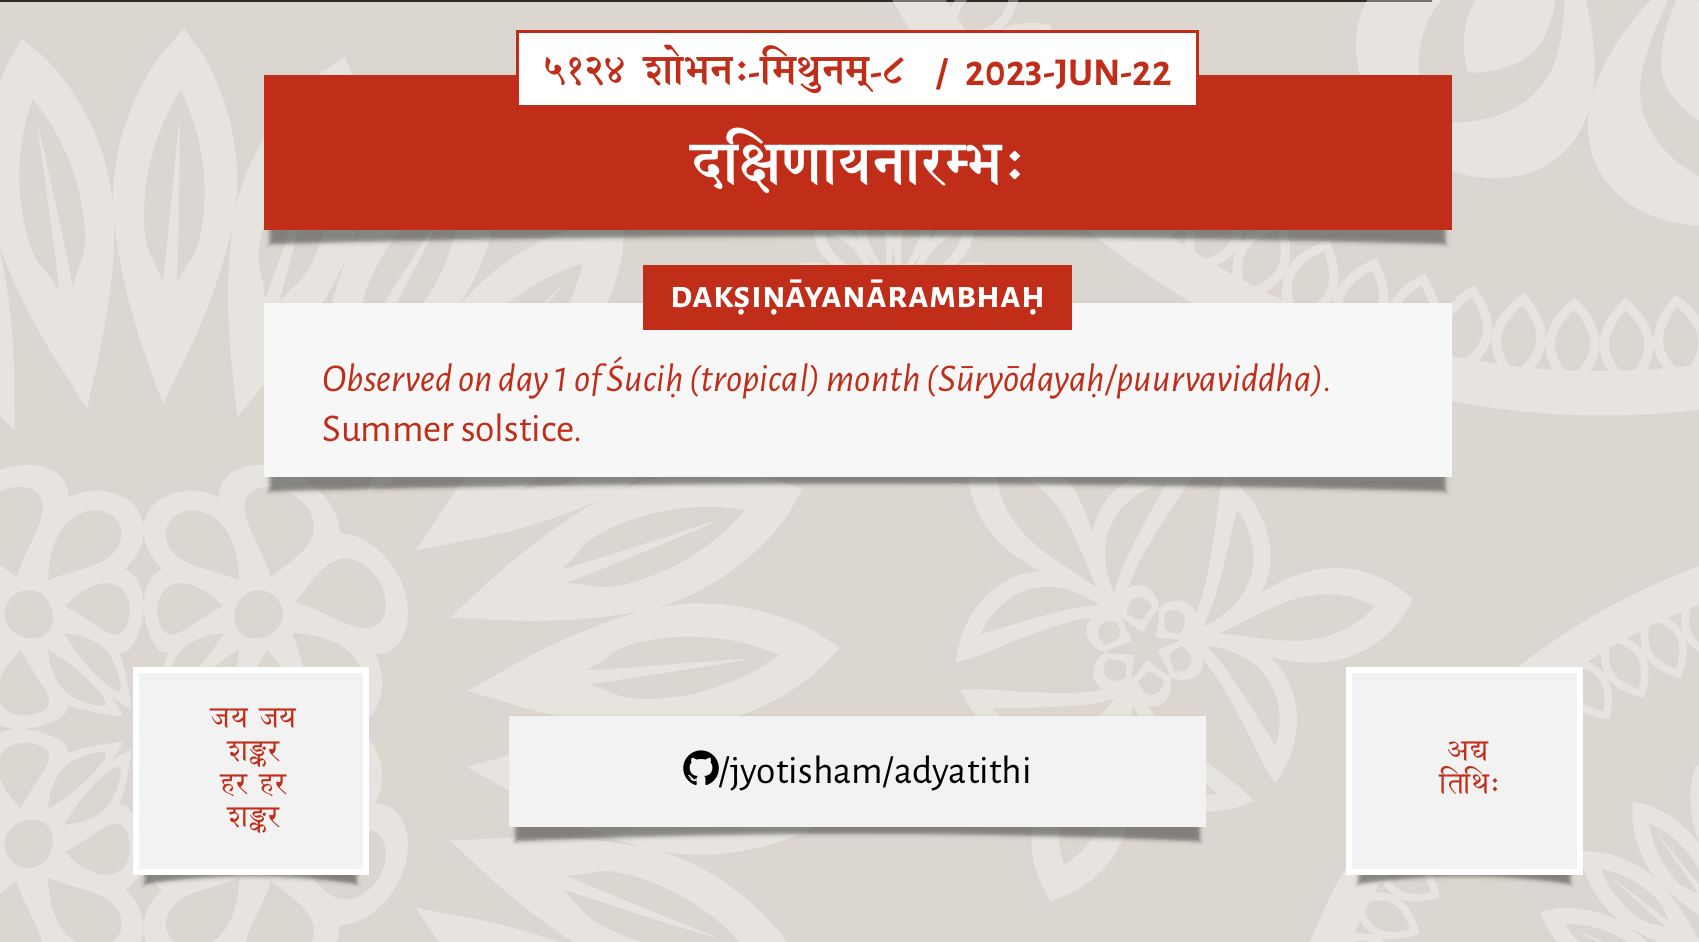 ५१२४ शोभनः-मिथुनम्-८ / 2023-JUN-22
दक्षिणायनारम्भः
DAKṢIṆĀYANĀRAMBHAḤ
Observed on day 1 of Śuciḥ (tropical) month (Sūryōdayaḥ/puurvaviddha).
Summer solstice.
जय जय
शङ्कर
हर हर
शङ्कर
/jyotisham/adyatithi
अद्य
तिथिः